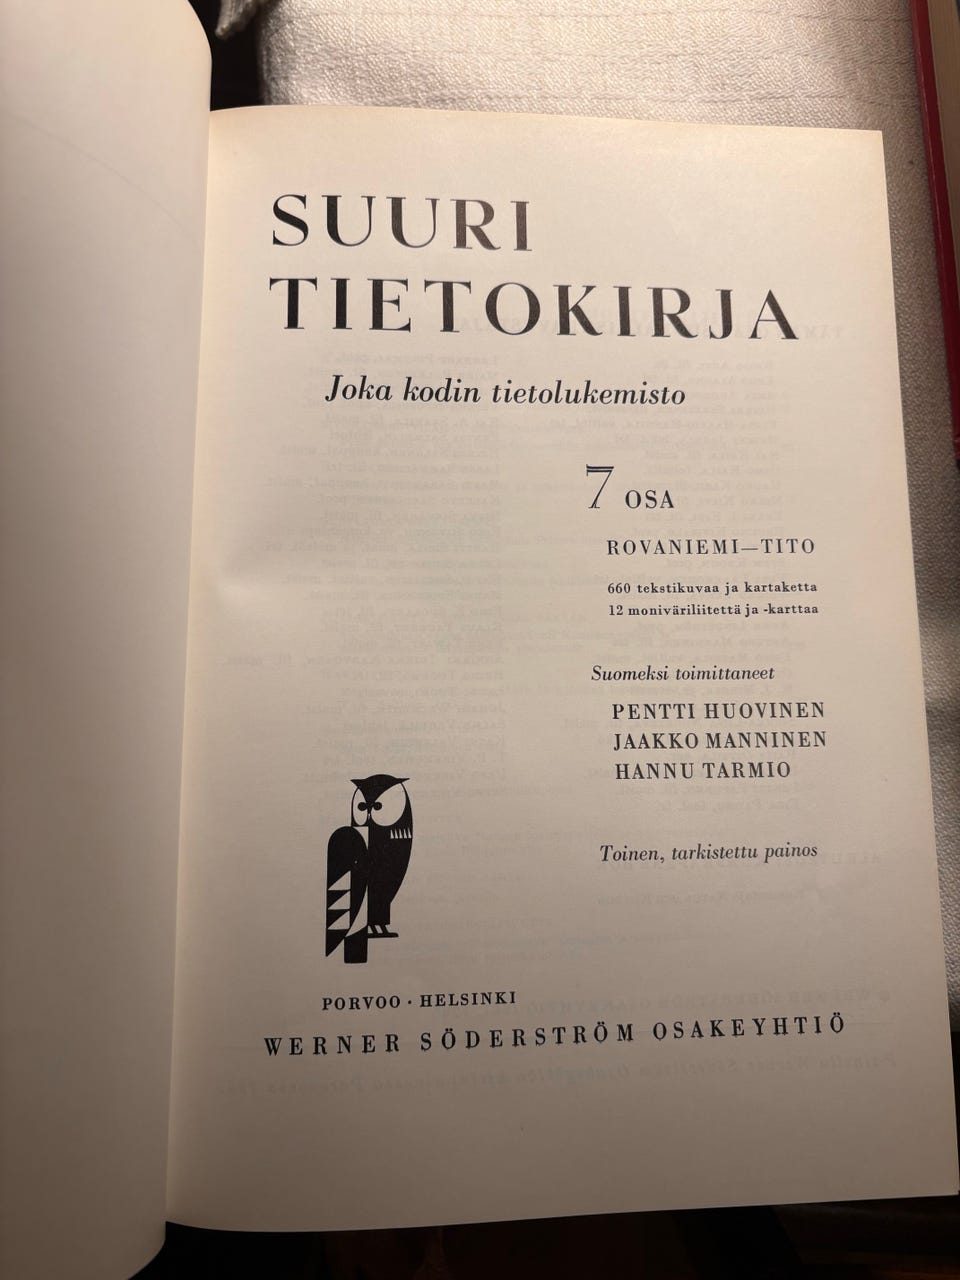 SUURI
TIETOKIRJA
Joka kodin tietolukemisto
7 OSA
ROVANIEMI—TITO
660 tekstikuvaa ja kartaketta
12 moniväriliitettä ja -karttaa
Suomeksi toimittaneet
PENTTI HUOVINEN
JAAKKO MANNINEN
HANNU TARMIO
Toinen, tarkistettu painos
PORVOO · HELSINKI
WERNER SÖDERSTRÖM OSAKEYHTIÖ